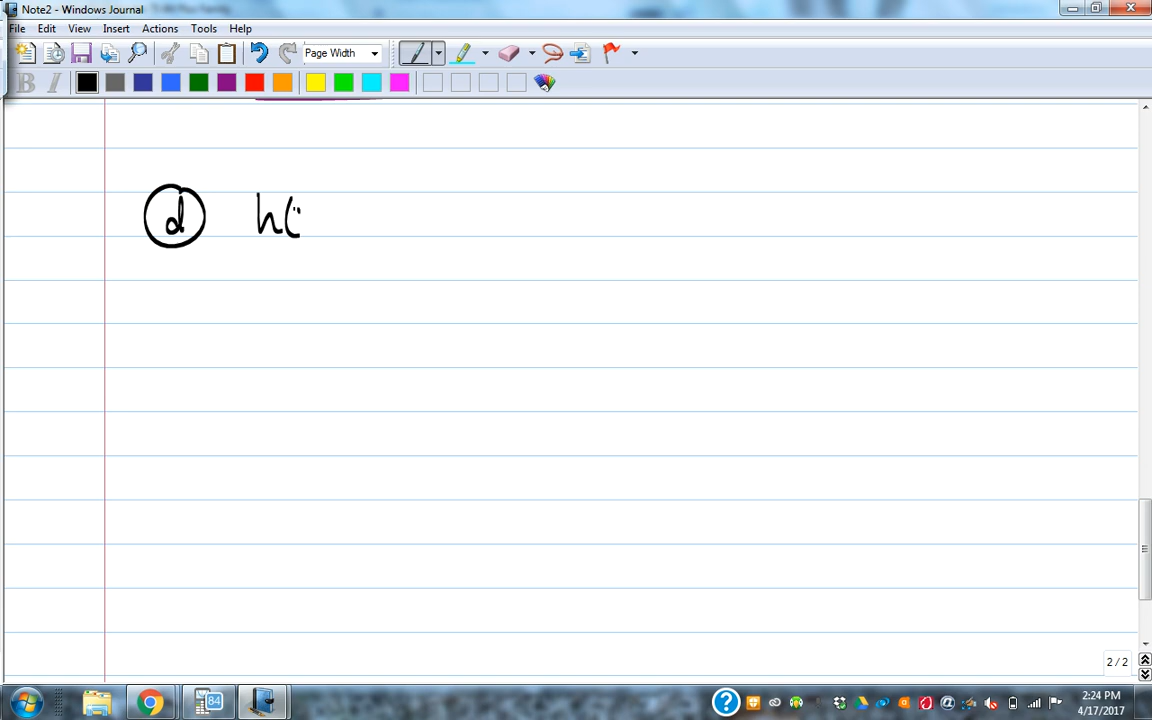 Note2 - Windows Journal
File Edit View Insert Actions Tools Help
Page Width
B I
d h(
2 / 2
84
2:24 PM
4/17/2017